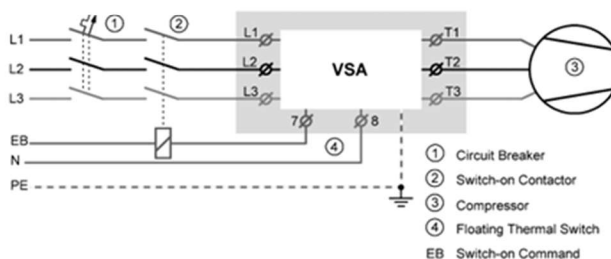 ① ②
L1 L1 T1
L2 L2 VSA T2 ③
L3 L3 T3
7 8
EB ④
N
PE
① Circuit Breaker
② Switch-on Contactor
③ Compressor
④ Floating Thermal Switch
EB Switch-on Command